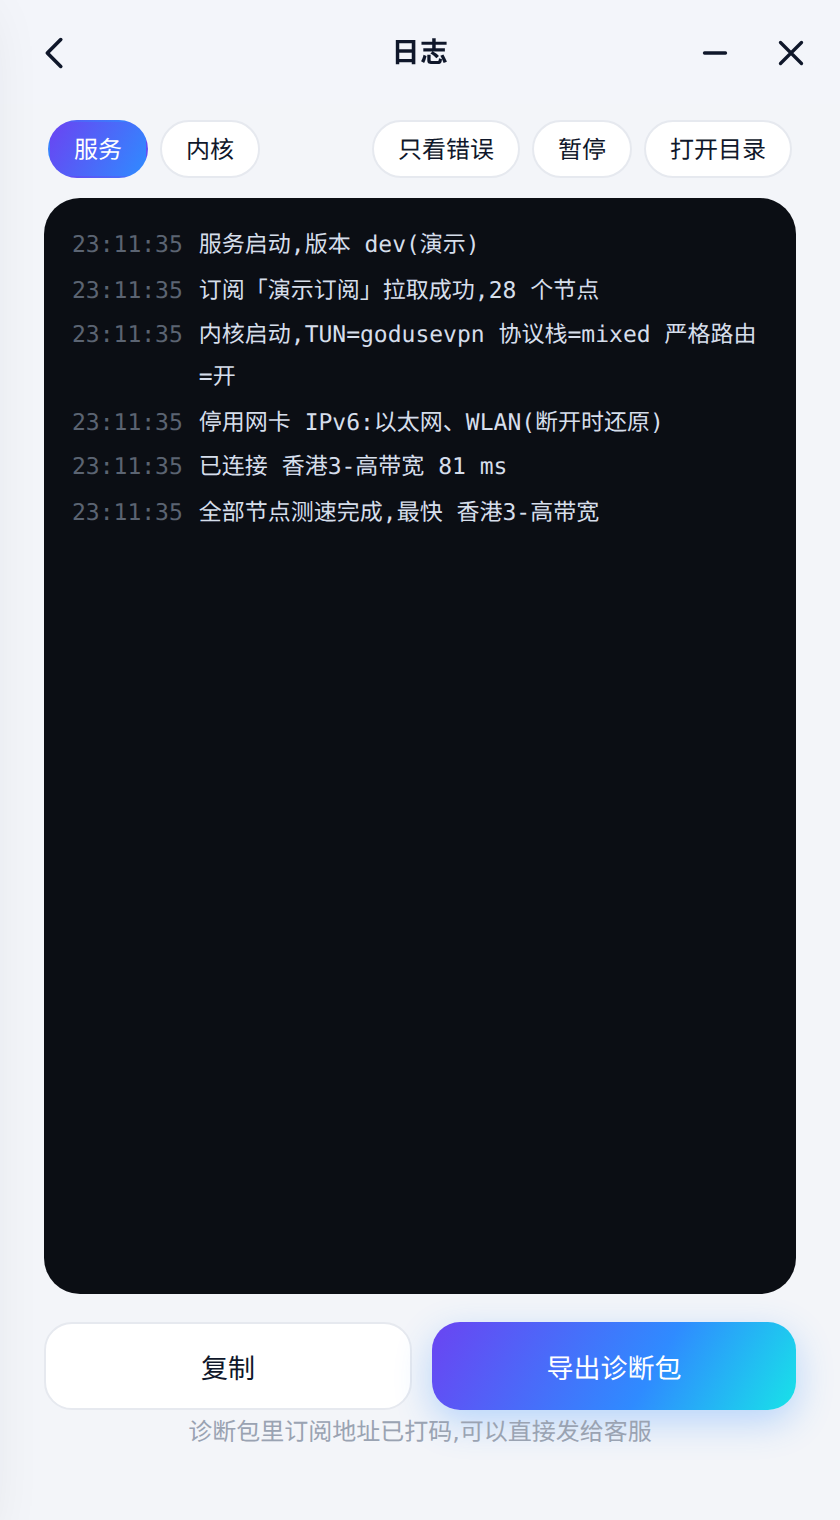 日志
服务 内核 只看错误 暂停 打开目录
23:11:35 服务启动,版本 dev(演示)
23:11:35 订阅「演示订阅」拉取成功,28 个节点
23:11:35 内核启动,TUN=godusevpn 协议栈=mixed 严格路由
=开
23:11:35 停用网卡 IPv6:以太网、WLAN(断开时还原)
23:11:35 已连接 香港3-高带宽 81 ms
23:11:35 全部节点测速完成,最快 香港3-高带宽
复制 导出诊断包
诊断包里订阅地址已打码,可以直接发给客服